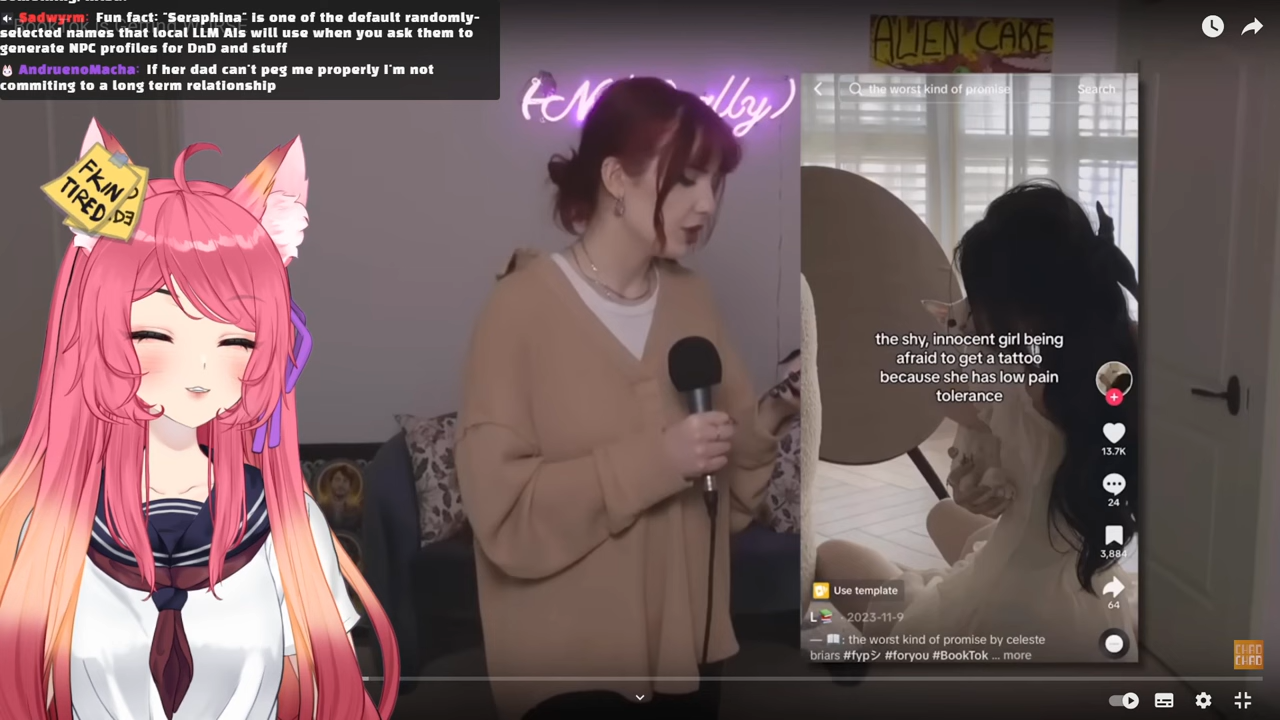 Sadwyrm: Fun fact: "Seraphina" is one of the default randomly-
selected names that local LLM AIs will use when you ask them to
generate NPC profiles for DnD and stuff
AndruenoMacha: If her dad can't peg me properly I'm not
commiting to a long term relationship
FKIN
TIRED
ALIEN CAKE
the worst kind of promise
Search
the shy, innocent girl being
afraid to get a tattoo
because she has low pain
tolerance
13.7K
24
3,884
64
Use template
L
· 2023-11-9
— : the worst kind of promise by celeste
briars #fypシ #foryou #BookTok ... more
CHAD
CHAD